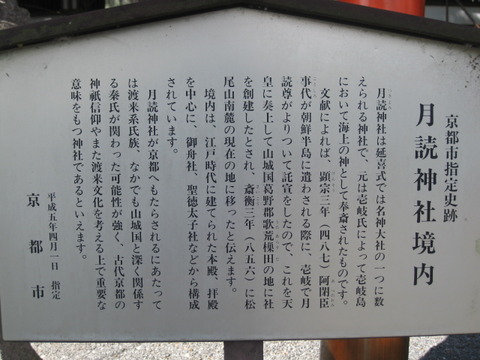 京都市指定史跡
月読神社境内
月読神社は延喜式では名神大社の一つに数
えられる神社で、元は壱岐氏によって壱岐島
において海上の神として奉斎されたものです。
文献によれば、顕宗三年(四八七)阿閉臣
事代が朝鮮半島に遣わされる際に、壱岐で月
読尊がよりついて託宣をしたので、これを天
皇に奏上して山城国葛野郡歌荒樔田の地に社
を創建したとされ、斎衡三年(八五六)に松
尾山南麓の現在の地に移ったと伝えます。
境内は、江戸時代に建てられた本殿、拝殿
を中心に、御舟社、聖徳太子社などから構成
されています。
月読神社が京都へもたらされるにあたって
は渡来系氏族、なかでも山城国と深く関係す
る秦氏が関わった可能性が強く、古代京都の
神祇信仰やまた渡来文化を考える上で重要な
意味をもつ神社であるといえます。
平成五年四月一日 指定
京都市